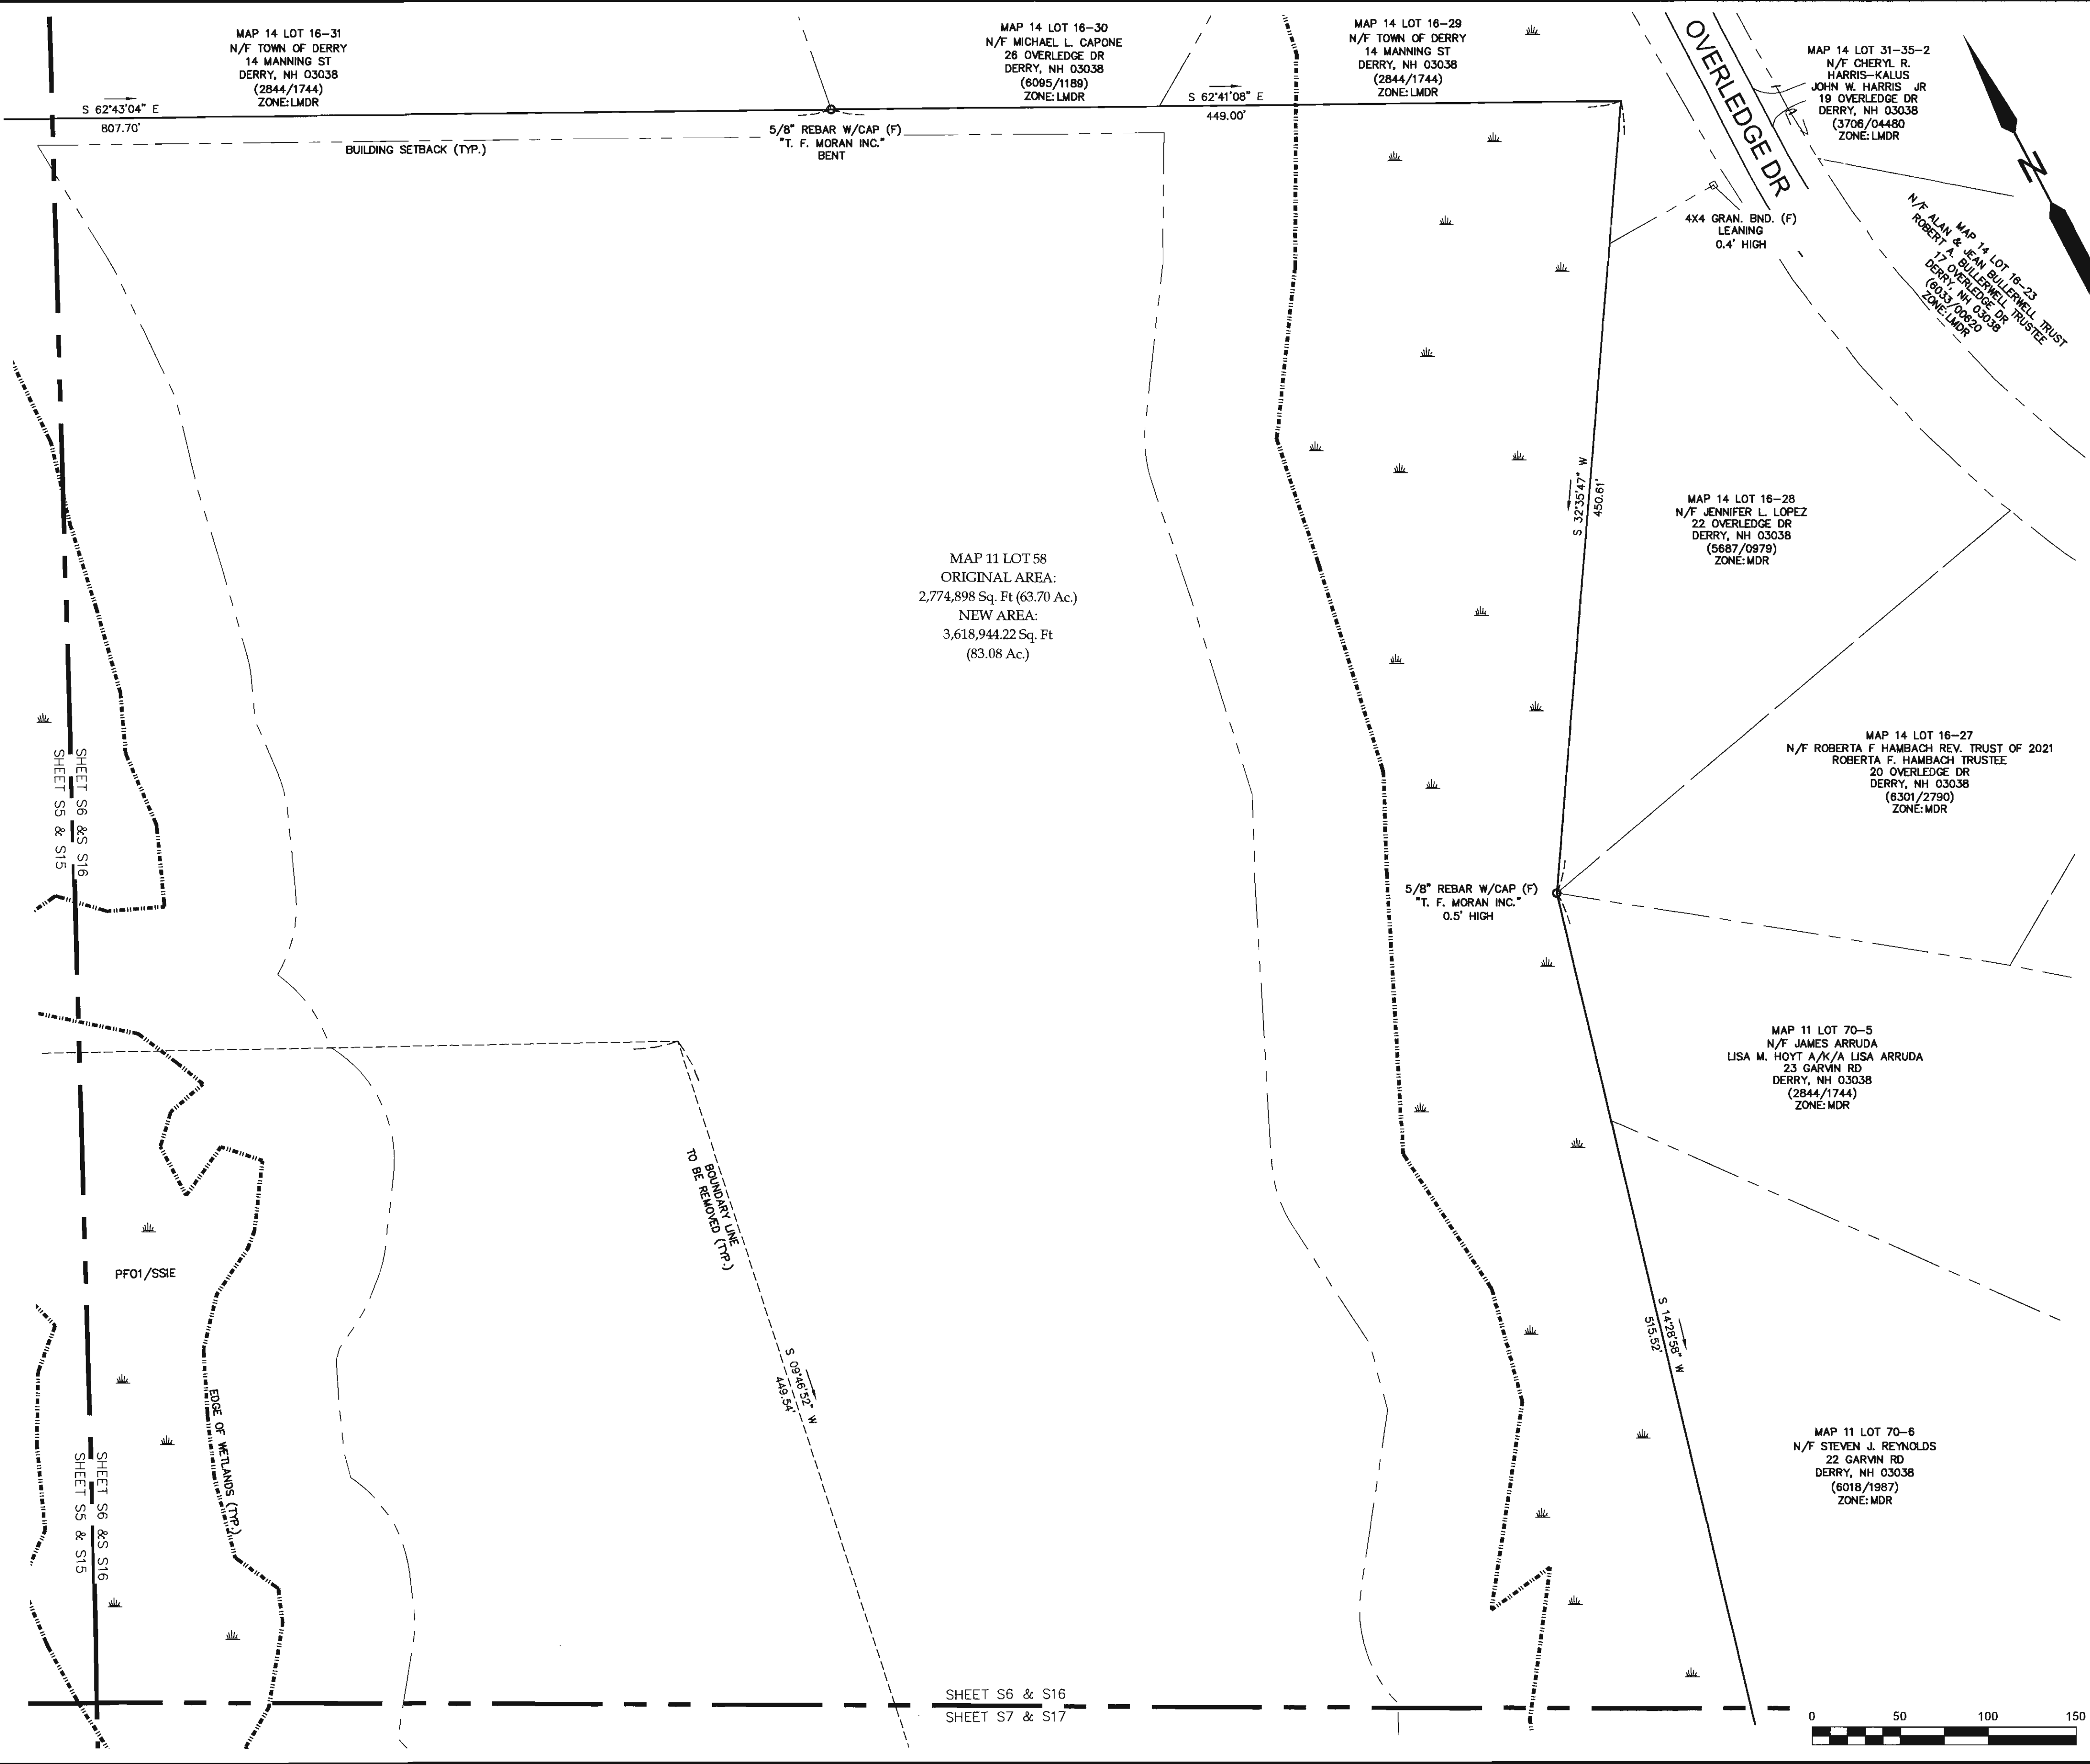 MAP 14 LOT 16-31
N/F TOWN OF DERRY
14 MANNING ST
DERRY, NH 03038
(2844/1744)
ZONE:LMDR
S 62°43'04" E
807.70'
BUILDING SETBACK (TYP.)
5/8" REBAR W/CAP (F)
"T. F. MORAN INC."
BENT
MAP 14 LOT 16-30
N/F MICHAEL L. CAPONE
26 OVERLEDGE DR
DERRY, NH 03038
(6095/1189)
ZONE:LMDR
S 62°41'08" E
449.00'
MAP 14 LOT 16-29
N/F TOWN OF DERRY
14 MANNING ST
DERRY, NH 03038
(2844/1744)
ZONE:LMDR
OVERLEDGE DR
MAP 14 LOT 31-35-2
N/F CHERYL R.
HARRIS-KALUS
JOHN W. HARRIS JR
19 OVERLEDGE DR
DERRY, NH 03038
(3706/04480
ZONE:LMDR
N
4X4 GRAN. BND. (F)
LEANING
0.4' HIGH
MAP 14 LOT 16-23
N/F ALAN & JEAN BULLERWELL TRUST
ROBERT A. BULLERWELL TRUSTEE
17 OVERLEDGE DR
DERRY, NH 03038
(6033/00620
ZONE:LMDR
S 32°35'47" W
450.61'
MAP 14 LOT 16-28
N/F JENNIFER L. LOPEZ
22 OVERLEDGE DR
DERRY, NH 03038
(5687/0979)
ZONE:MDR
MAP 11 LOT 58
ORIGINAL AREA:
2,774,898 Sq. Ft (63.70 Ac.)
NEW AREA:
3,618,944.22 Sq. Ft
(83.08 Ac.)
MAP 14 LOT 16-27
N/F ROBERTA F HAMBACH REV. TRUST OF 2021
ROBERTA F. HAMBACH TRUSTEE
20 OVERLEDGE DR
DERRY, NH 03038
(6301/2790)
ZONE:MDR
SHEET S6 &S S16
SHEET S5 & S15
5/8" REBAR W/CAP (F)
"T. F. MORAN INC."
0.5' HIGH
MAP 11 LOT 70-5
N/F JAMES ARRUDA
LISA M. HOYT A/K/A LISA ARRUDA
23 GARVIN RD
DERRY, NH 03038
(2844/1744)
ZONE:MDR
BOUNDARY LINE
TO BE REMOVED (TYP.)
PFO1/SSIE
S 09°46'52" W
449.54'
S 14°28'58" W
515.52'
EDGE OF WETLANDS (TYP.)
MAP 11 LOT 70-6
N/F STEVEN J. REYNOLDS
22 GARVIN RD
DERRY, NH 03038
(6018/1987)
ZONE:MDR
SHEET S6 &S S16
SHEET S5 & S15
SHEET S6 & S16
SHEET S7 & S17
0 50 100 150